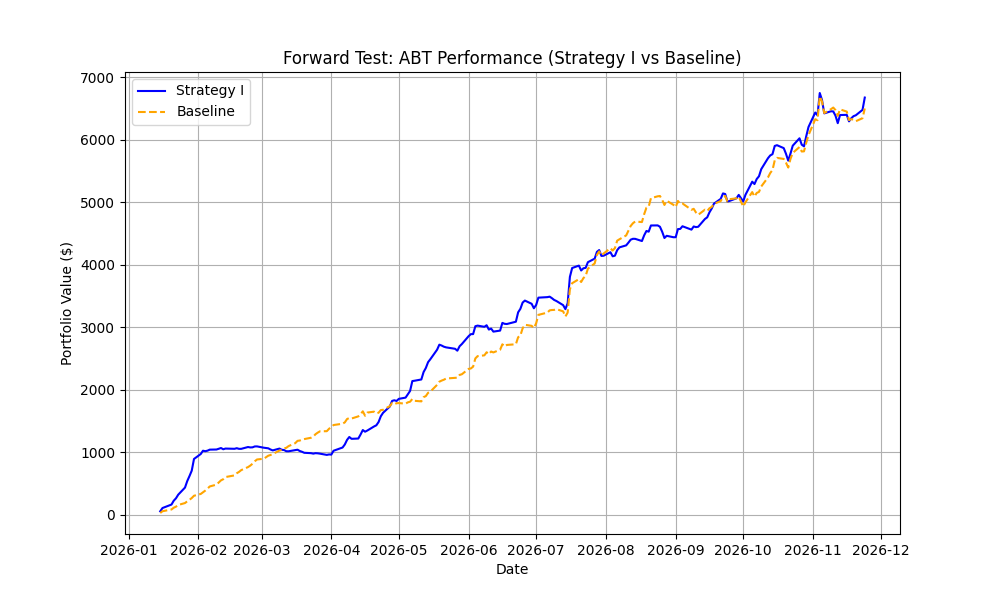 Forward Test: ABT Performance (Strategy I vs Baseline)
Strategy I
Baseline
Portfolio Value ($)
7000
6000
5000
4000
3000
2000
1000
0
2026-01 2026-02 2026-03 2026-04 2026-05 2026-06 2026-07 2026-08 2026-09 2026-10 2026-11 2026-12
Date